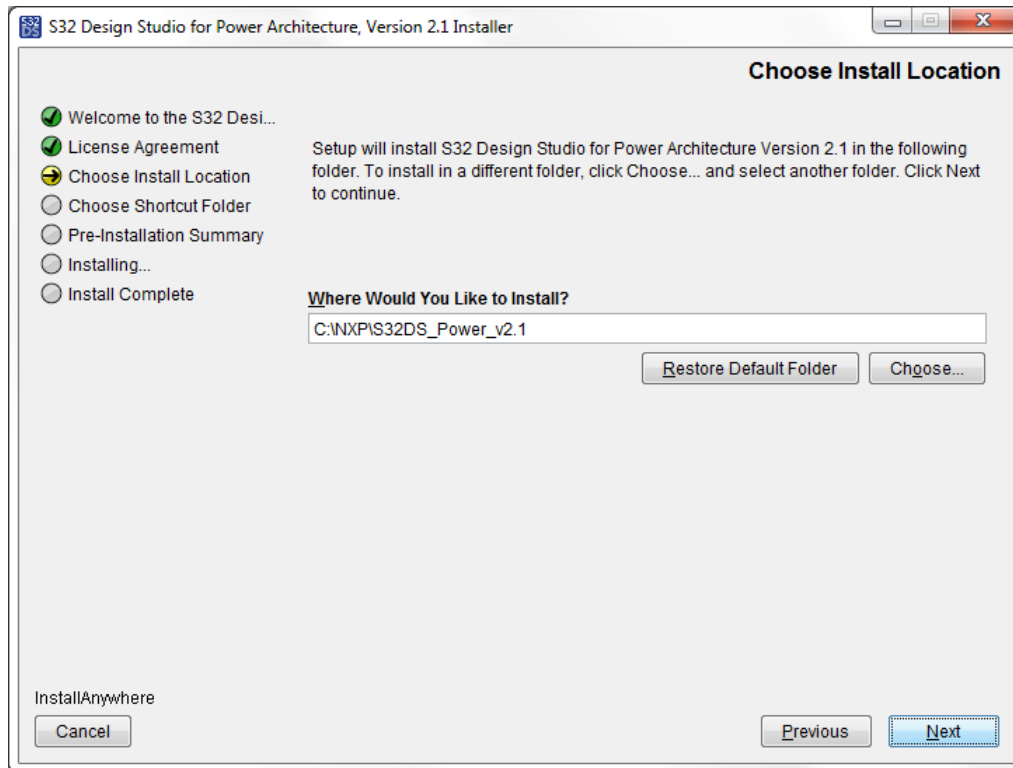 S32 DS S32 Design Studio for Power Architecture, Version 2.1 Installer
Choose Install Location
Welcome to the S32 Desi...
License Agreement
Choose Install Location
Choose Shortcut Folder
Pre-Installation Summary
Installing...
Install Complete
Setup will install S32 Design Studio for Power Architecture Version 2.1 in the following
folder. To install in a different folder, click Choose... and select another folder. Click Next
to continue.
Where Would You Like to Install?
C:\NXP\S32DS_Power_v2.1
Restore Default Folder
Choose...
InstallAnywhere
Cancel
Previous
Next